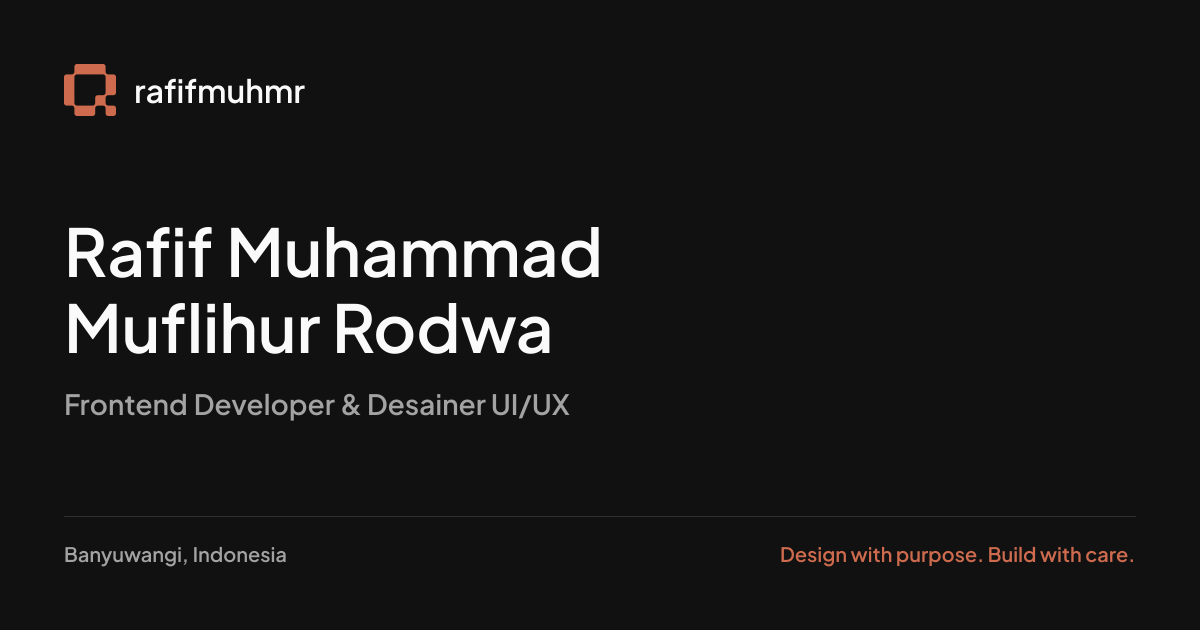 rafifmuhmr
Rafif Muhammad
Muflihur Rodwa
Frontend Developer & Desainer UI/UX
Banyuwangi, Indonesia
Design with purpose. Build with care.